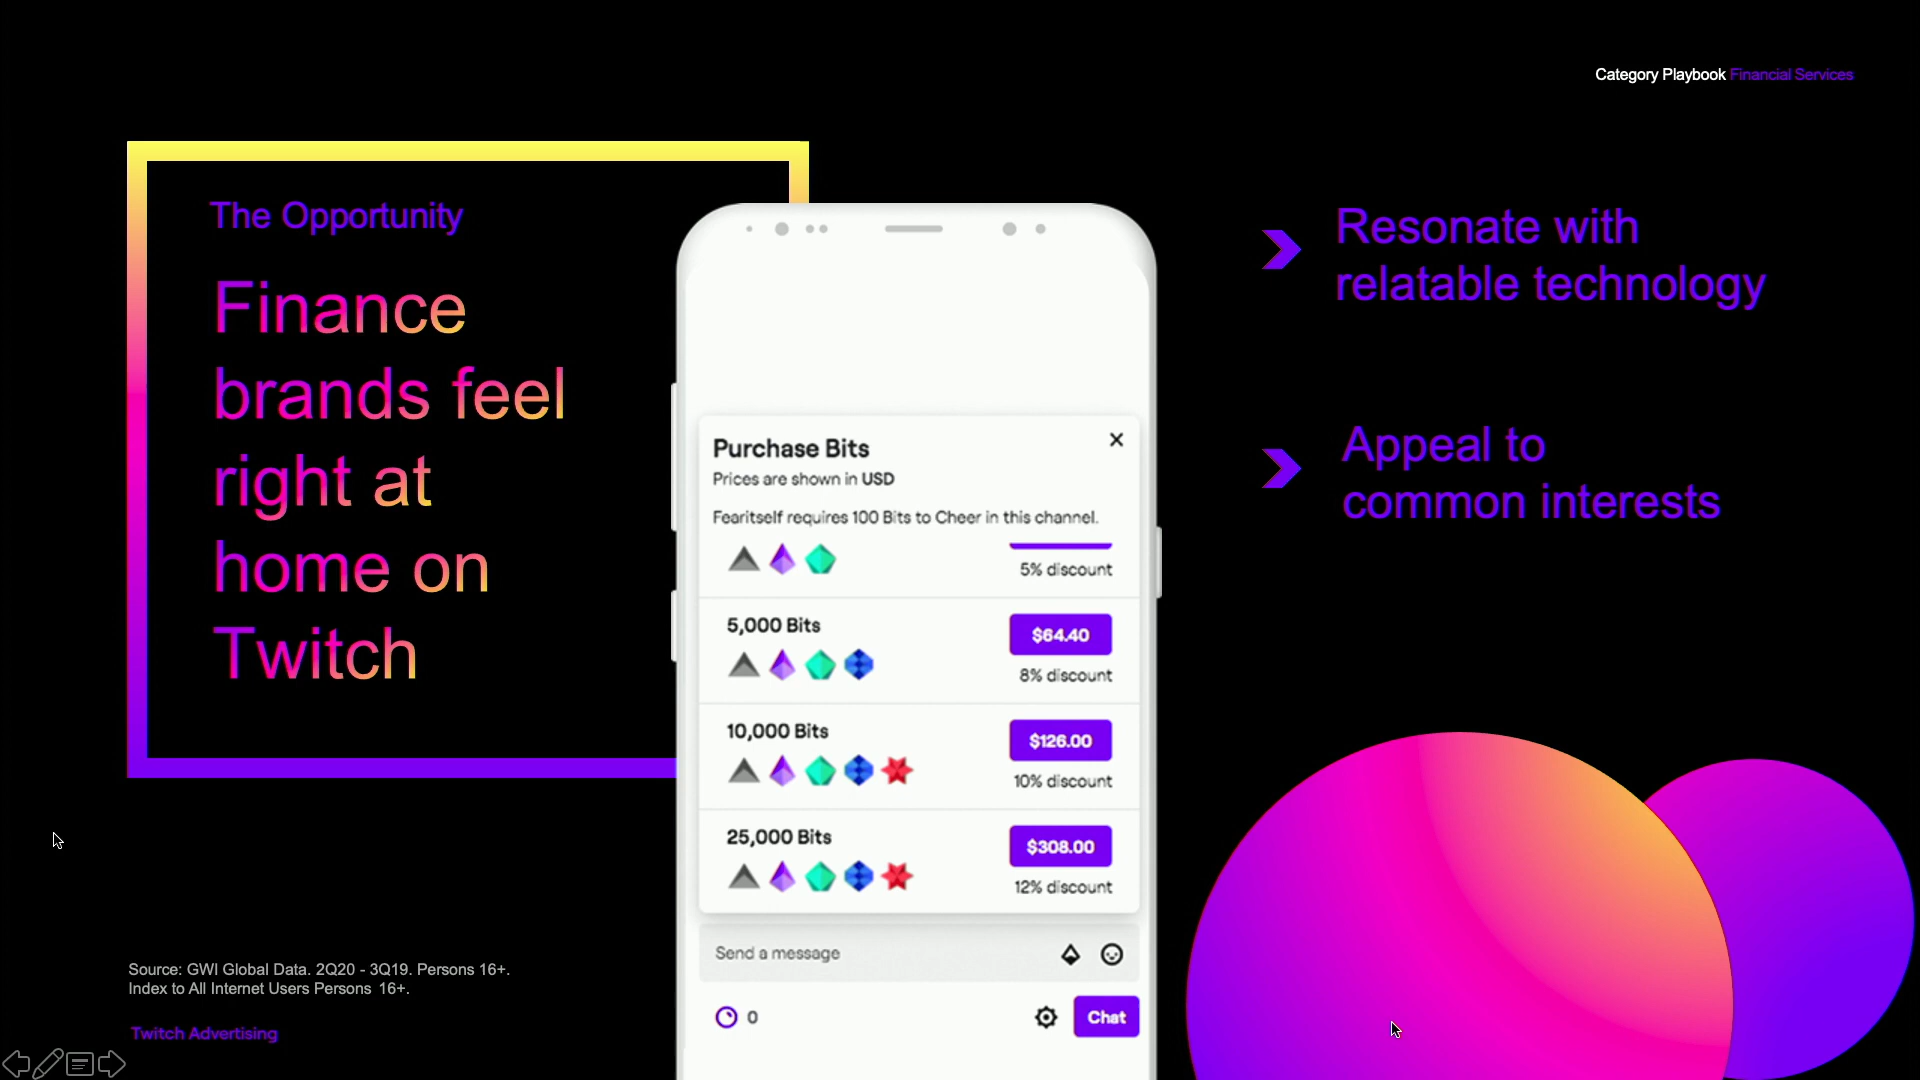 Category Playbook Financial Services
The Opportunity
Finance
brands feel
right at
home on
Twitch
Purchase Bits
Prices are shown in USD
Fearitself requires 100 Bits to Cheer in this channel.
5% discount
5,000 Bits
$64.40
8% discount
10,000 Bits
$126.00
10% discount
25,000 Bits
$308.00
12% discount
Send a message
0
Chat
Resonate with
relatable technology
Appeal to
common interests
Source: GWI Global Data. 2Q20 - 3Q19. Persons 16+.
Index to All Internet Users Persons 16+.
Twitch Advertising